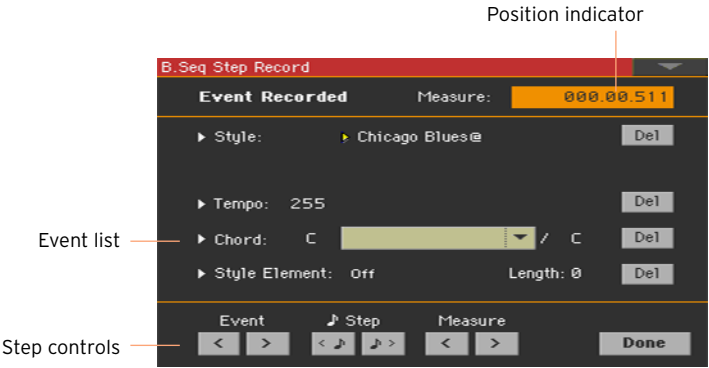 Position indicator
B.Seq Step Record
Event Recorded Measure: 000.00.511
Style: Chicago Blues@ Del
Tempo: 255 Del
Event list
Chord: C / C Del
Style Element: Off Length: 0 Del
Event ♪ Step Measure
Step controls
< > < ♪ ♪ > < > Done